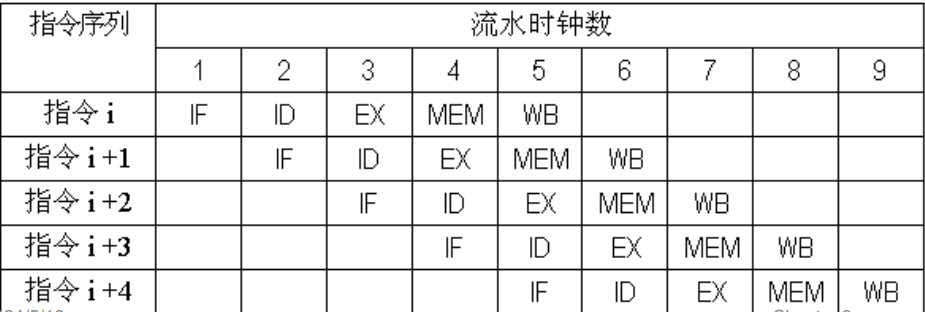 指令序列 流水时钟数
1 2 3 4 5 6 7 8 9
指令 i IF ID EX MEM WB
指令 i +1 IF ID EX MEM WB
指令 i +2 IF ID EX MEM WB
指令 i +3 IF ID EX MEM WB
指令 i +4 IF ID EX MEM WB